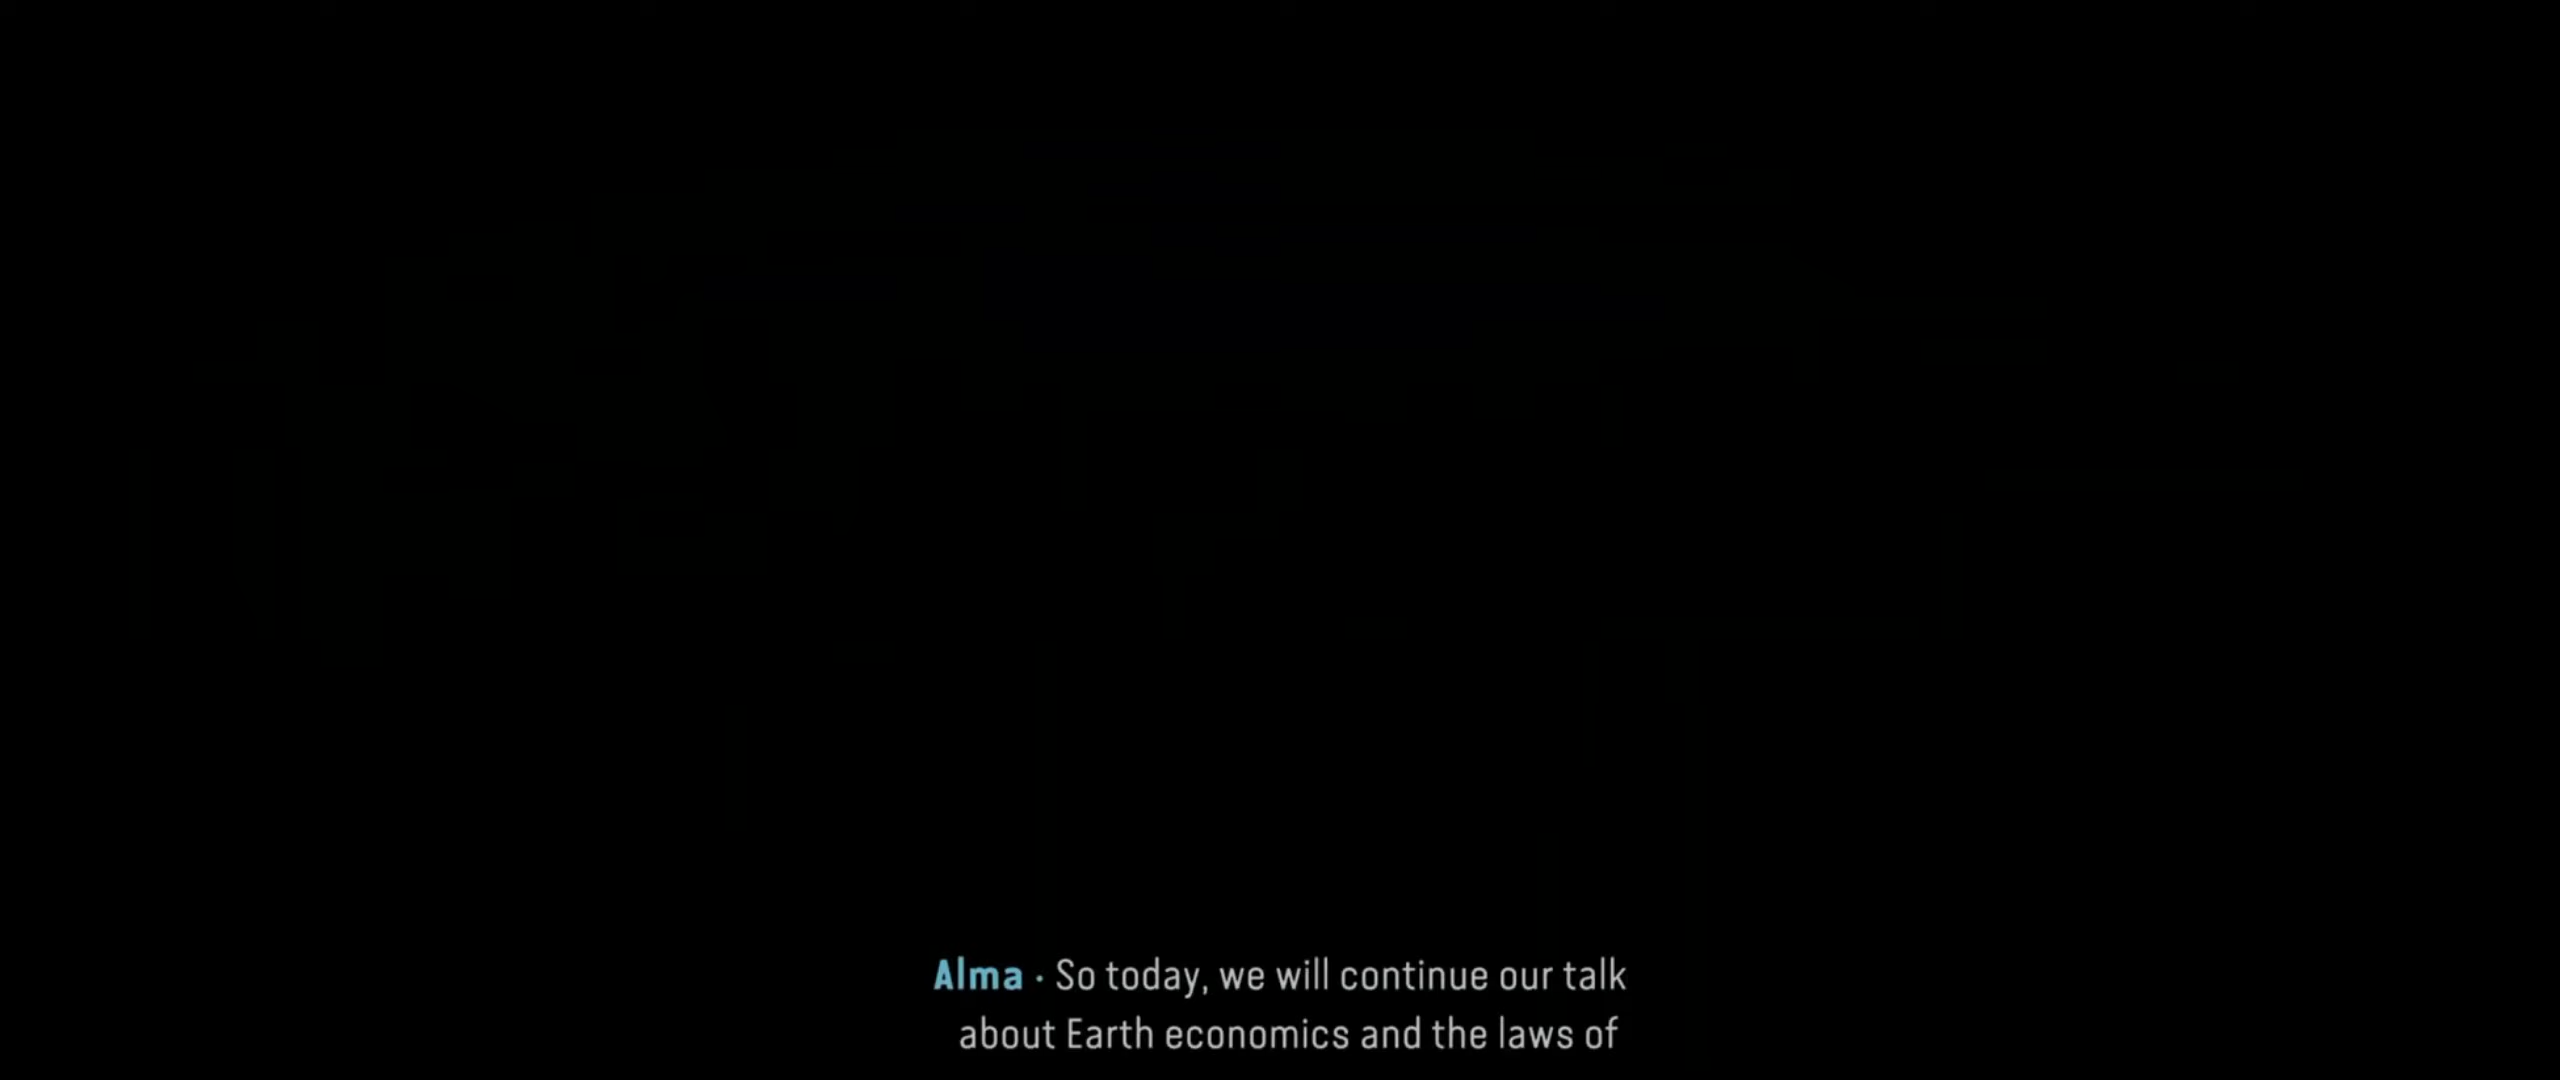 Alma · So today, we will continue our talk
about Earth economics and the laws of